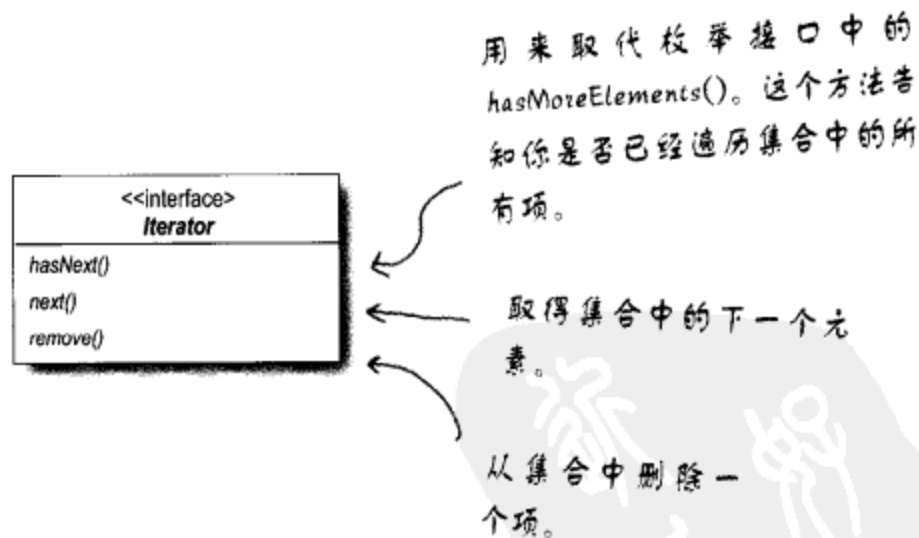 用来取代枚举接口中的
hasMoreElements()。这个方法告
知你是否已经遍历集合中的所
有项。
<<interface>
Iterator
hasNext()
next()
remove()
取得集合中的下一个元
素。
从集合中删除一
个项。